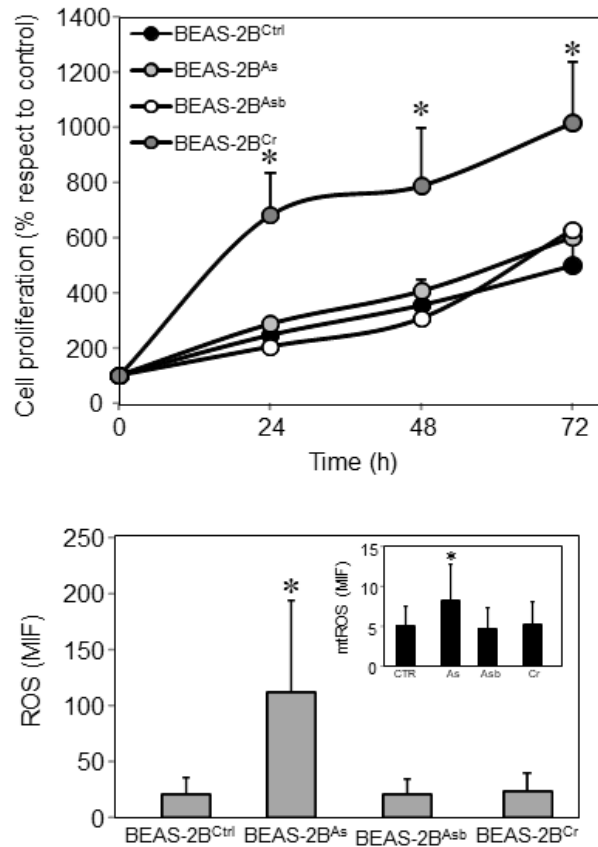 Cell proliferation (% respect to control)
1400
1200
1000
800
600
400
200
0
BEAS-2BCtrl
BEAS-2BAs
BEAS-2BAsb
BEAS-2BCr
*
*
*
0 24 48 72
Time (h)
ROS (MIF)
250
200
150
100
50
0
*
mtROS (MIF)
15
10
5
0
*
CTR As Asb Cr
BEAS-2BCtrl BEAS-2BAs BEAS-2BAsb BEAS-2BCr